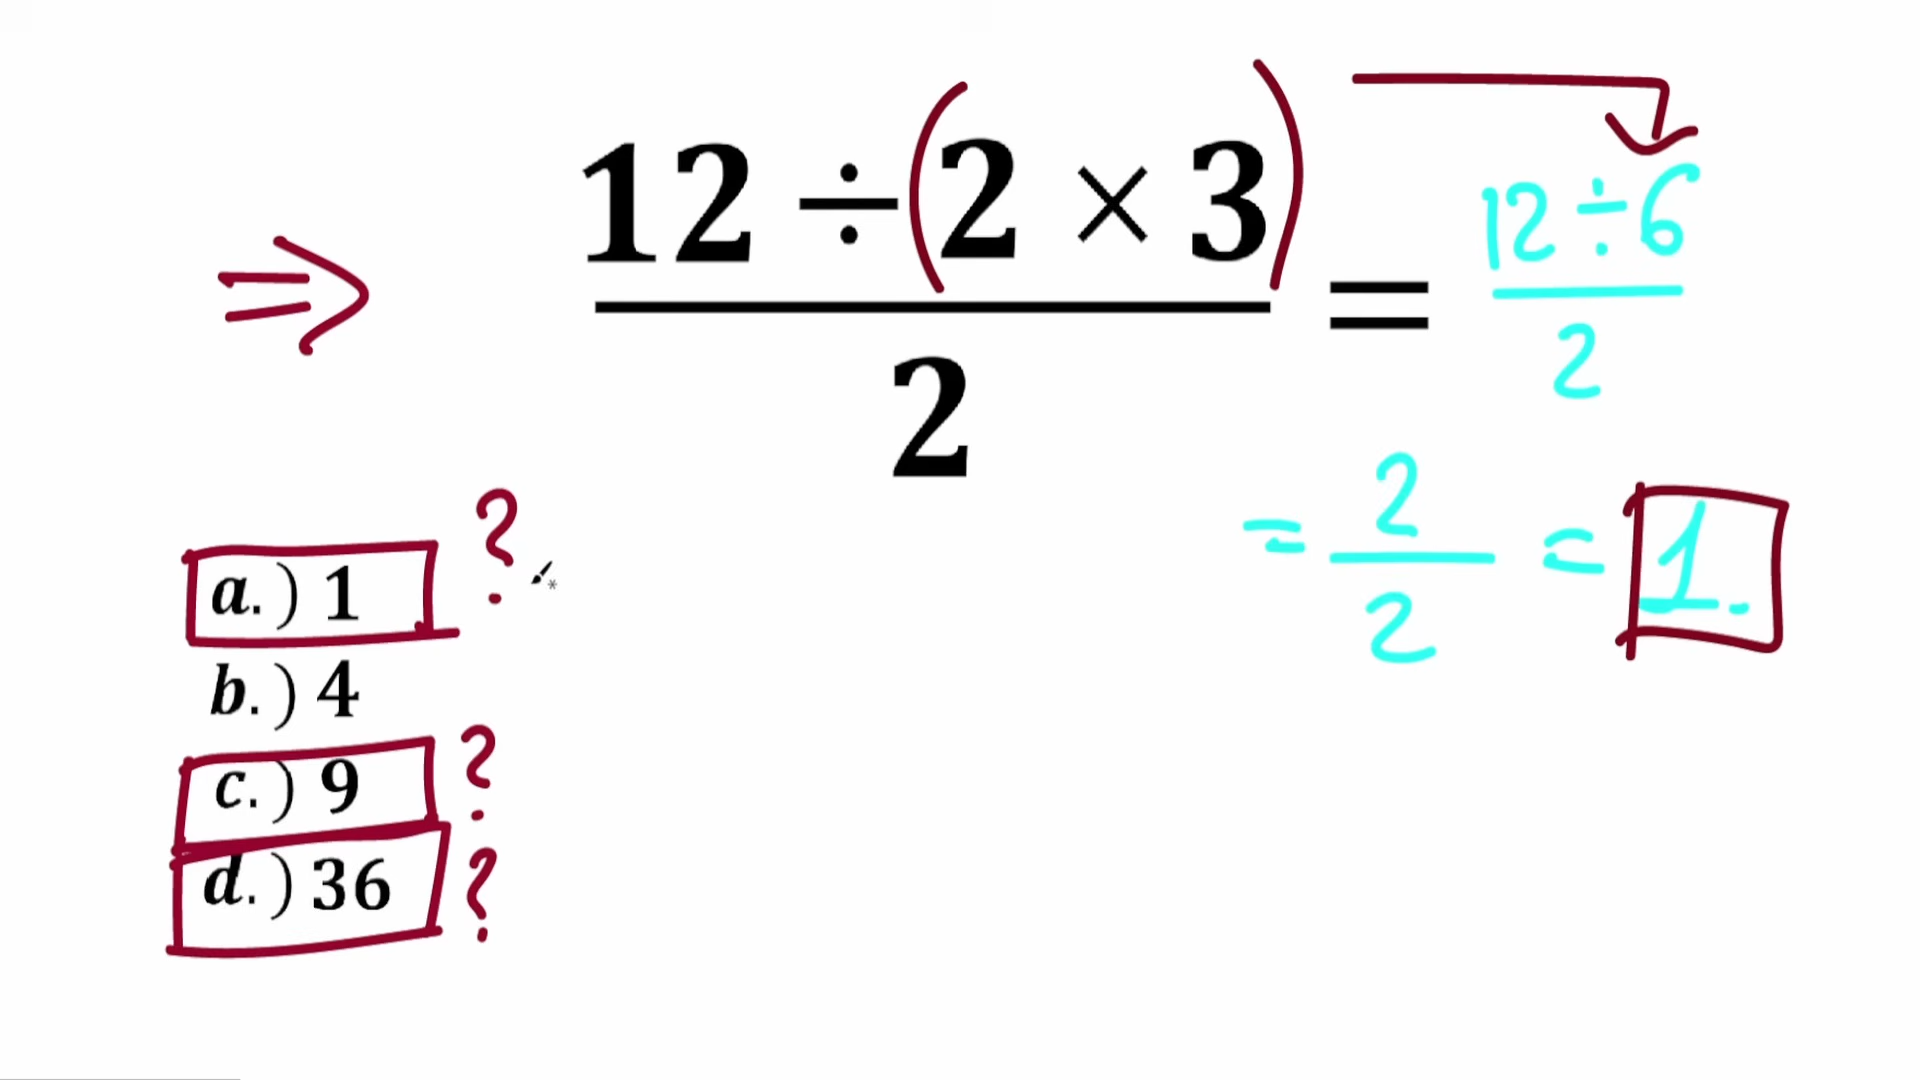 ⇒ 12 ÷ (2 × 3) / 2 = 12 ÷ 6 / 2
= 2 / 2 = 1.
a.) 1 ?
b.) 4
c.) 9 ?
d.) 36 ?